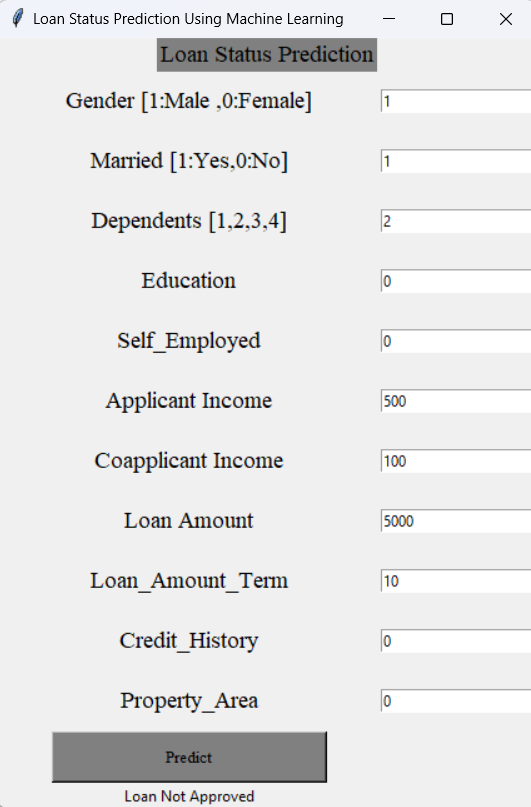 Loan Status Prediction Using Machine Learning
Loan Status Prediction
Gender [1:Male ,0:Female] 1
Married [1:Yes,0:No] 1
Dependents [1,2,3,4] 2
Education 0
Self_Employed 0
Applicant Income 500
Coapplicant Income 100
Loan Amount 5000
Loan_Amount_Term 10
Credit_History 0
Property_Area 0
Predict
Loan Not Approved